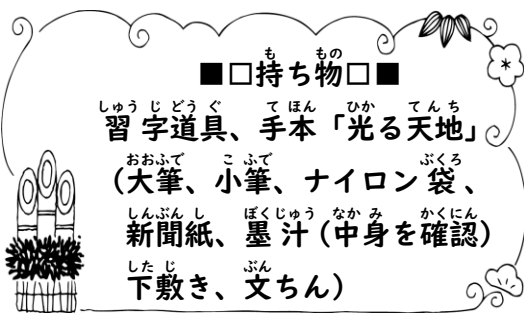 ■□持ち物□■
習字道具、手本「光る天地」
（大筆、小筆、ナイロン袋、
新聞紙、墨汁（中身を確認）
下敷き、文ちん）